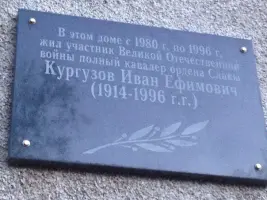 В этом доме с 1980 г. по 1996 г.
жил участник Великой Отечественной
войны полный кавалер ордена Славы
Кургузов Иван Ефимович
(1914-1996 г.г.)